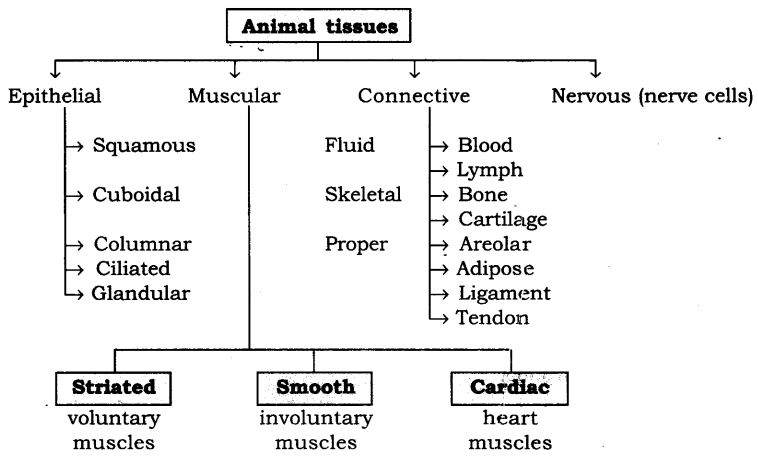 Animal tissues
Epithelial Muscular Connective Nervous (nerve cells)
Squamous Fluid Blood
Lymph
Cuboidal Skeletal Bone
Cartilage
Columnar Proper Areolar
Ciliated Adipose
Glandular Ligament
Tendon
Striated Smooth Cardiac
voluntary involuntary heart
muscles muscles muscles